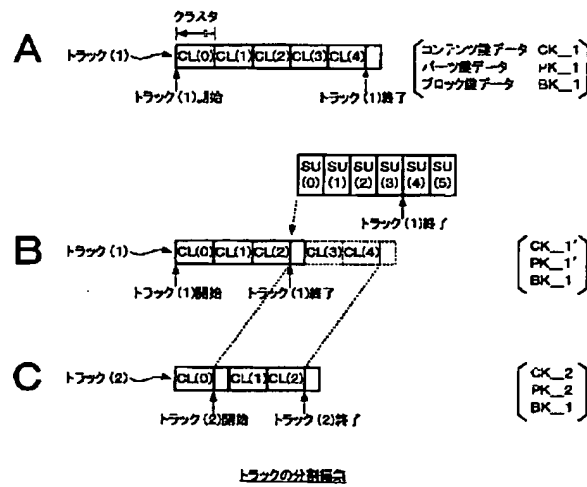 クラスタ
A トラック(1) CL(0) CL(1) CL(2) CL(3) CL(4)
トラック(1)開始 トラック(1)終了
コンテンツ鍵データ CK_1
パーツ鍵データ PK_1
ブロック鍵データ BK_1
SU(0) SU(1) SU(2) SU(3) SU(4) SU(5)
トラック(1)終了
B トラック(1) CL(0) CL(1) CL(2) CL(3) CL(4)
トラック(1)開始 トラック(1)終了
CK_1'
PK_1'
BK_1
C トラック(2) CL(0) CL(1) CL(2)
トラック(2)開始 トラック(2)終了
CK_2
PK_2
BK_1
トラックの分割編集